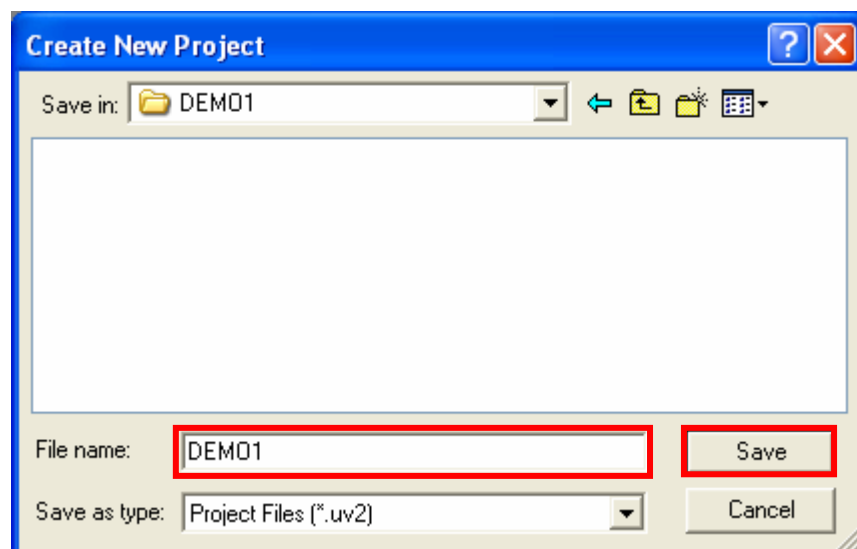 Create New Project
Save in: DEMO1
File name: DEMO1 Save
Save as type: Project Files (*.uv2) Cancel